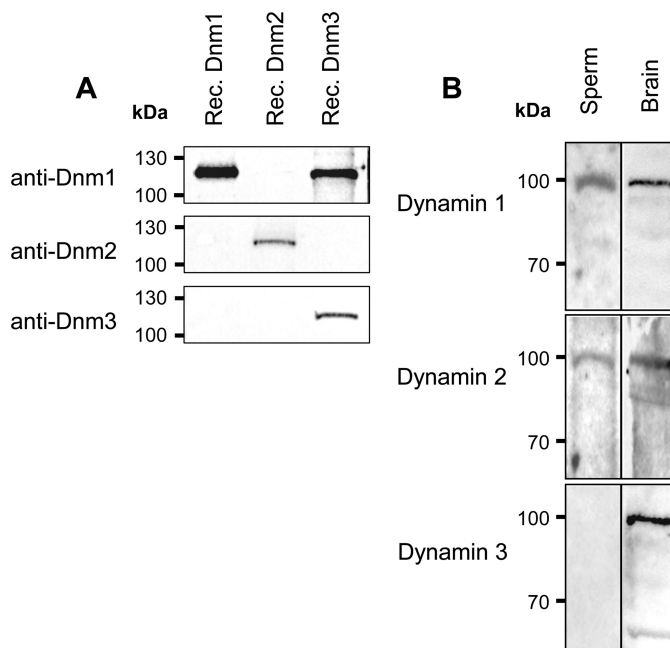 A
kDa
Rec. Dnm1
Rec. Dnm2
Rec. Dnm3
anti-Dnm1
130
100
anti-Dnm2
130
100
anti-Dnm3
130
100
B
kDa
Sperm
Brain
Dynamin 1
100
70
Dynamin 2
100
70
Dynamin 3
100
70